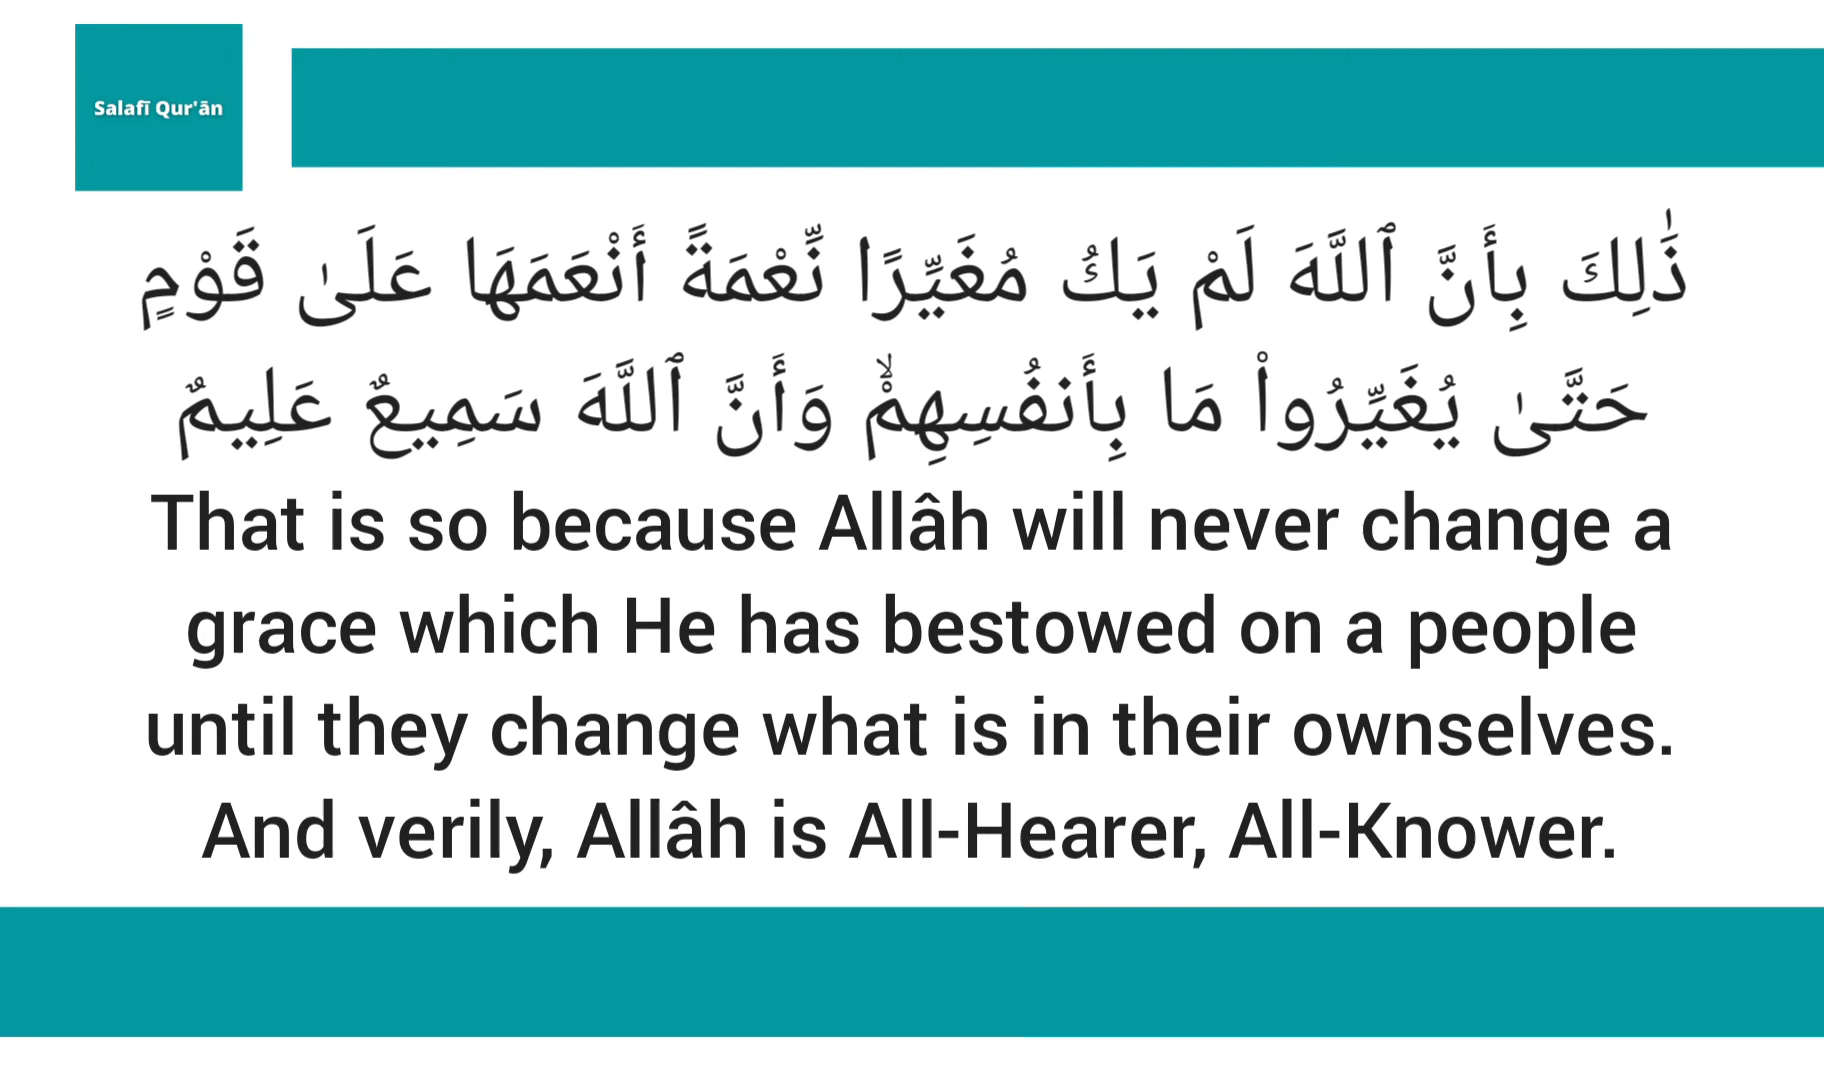 Salafī Qur'ān
ذَٰلِكَ بِأَنَّ ٱللَّهَ لَمْ يَكُ مُغَيِّرًا نِّعْمَةً أَنْعَمَهَا عَلَىٰ قَوْمٍ
حَتَّىٰ يُغَيِّرُوا۟ مَا بِأَنفُسِهِمْ ۙ وَأَنَّ ٱللَّهَ سَمِيعٌ عَلِيمٌ
That is so because Allâh will never change a
grace which He has bestowed on a people
until they change what is in their ownselves.
And verily, Allâh is All-Hearer, All-Knower.